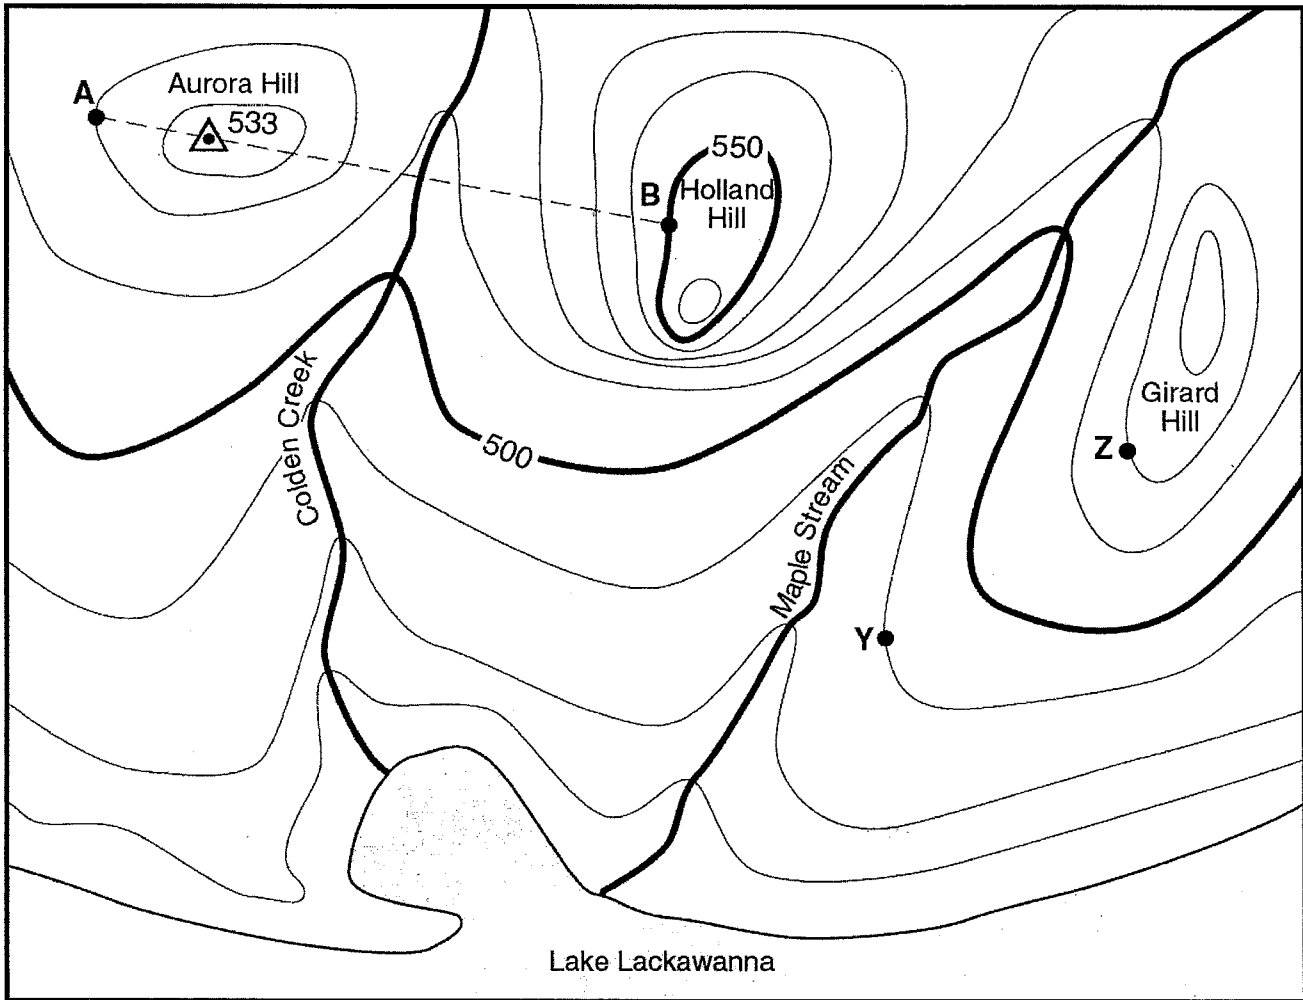 Aurora Hill
A
533
550
B
Holland
Hill
Colden Creek
500
Girard
Hill
Z
Maple Stream
Y
Lake Lackawanna